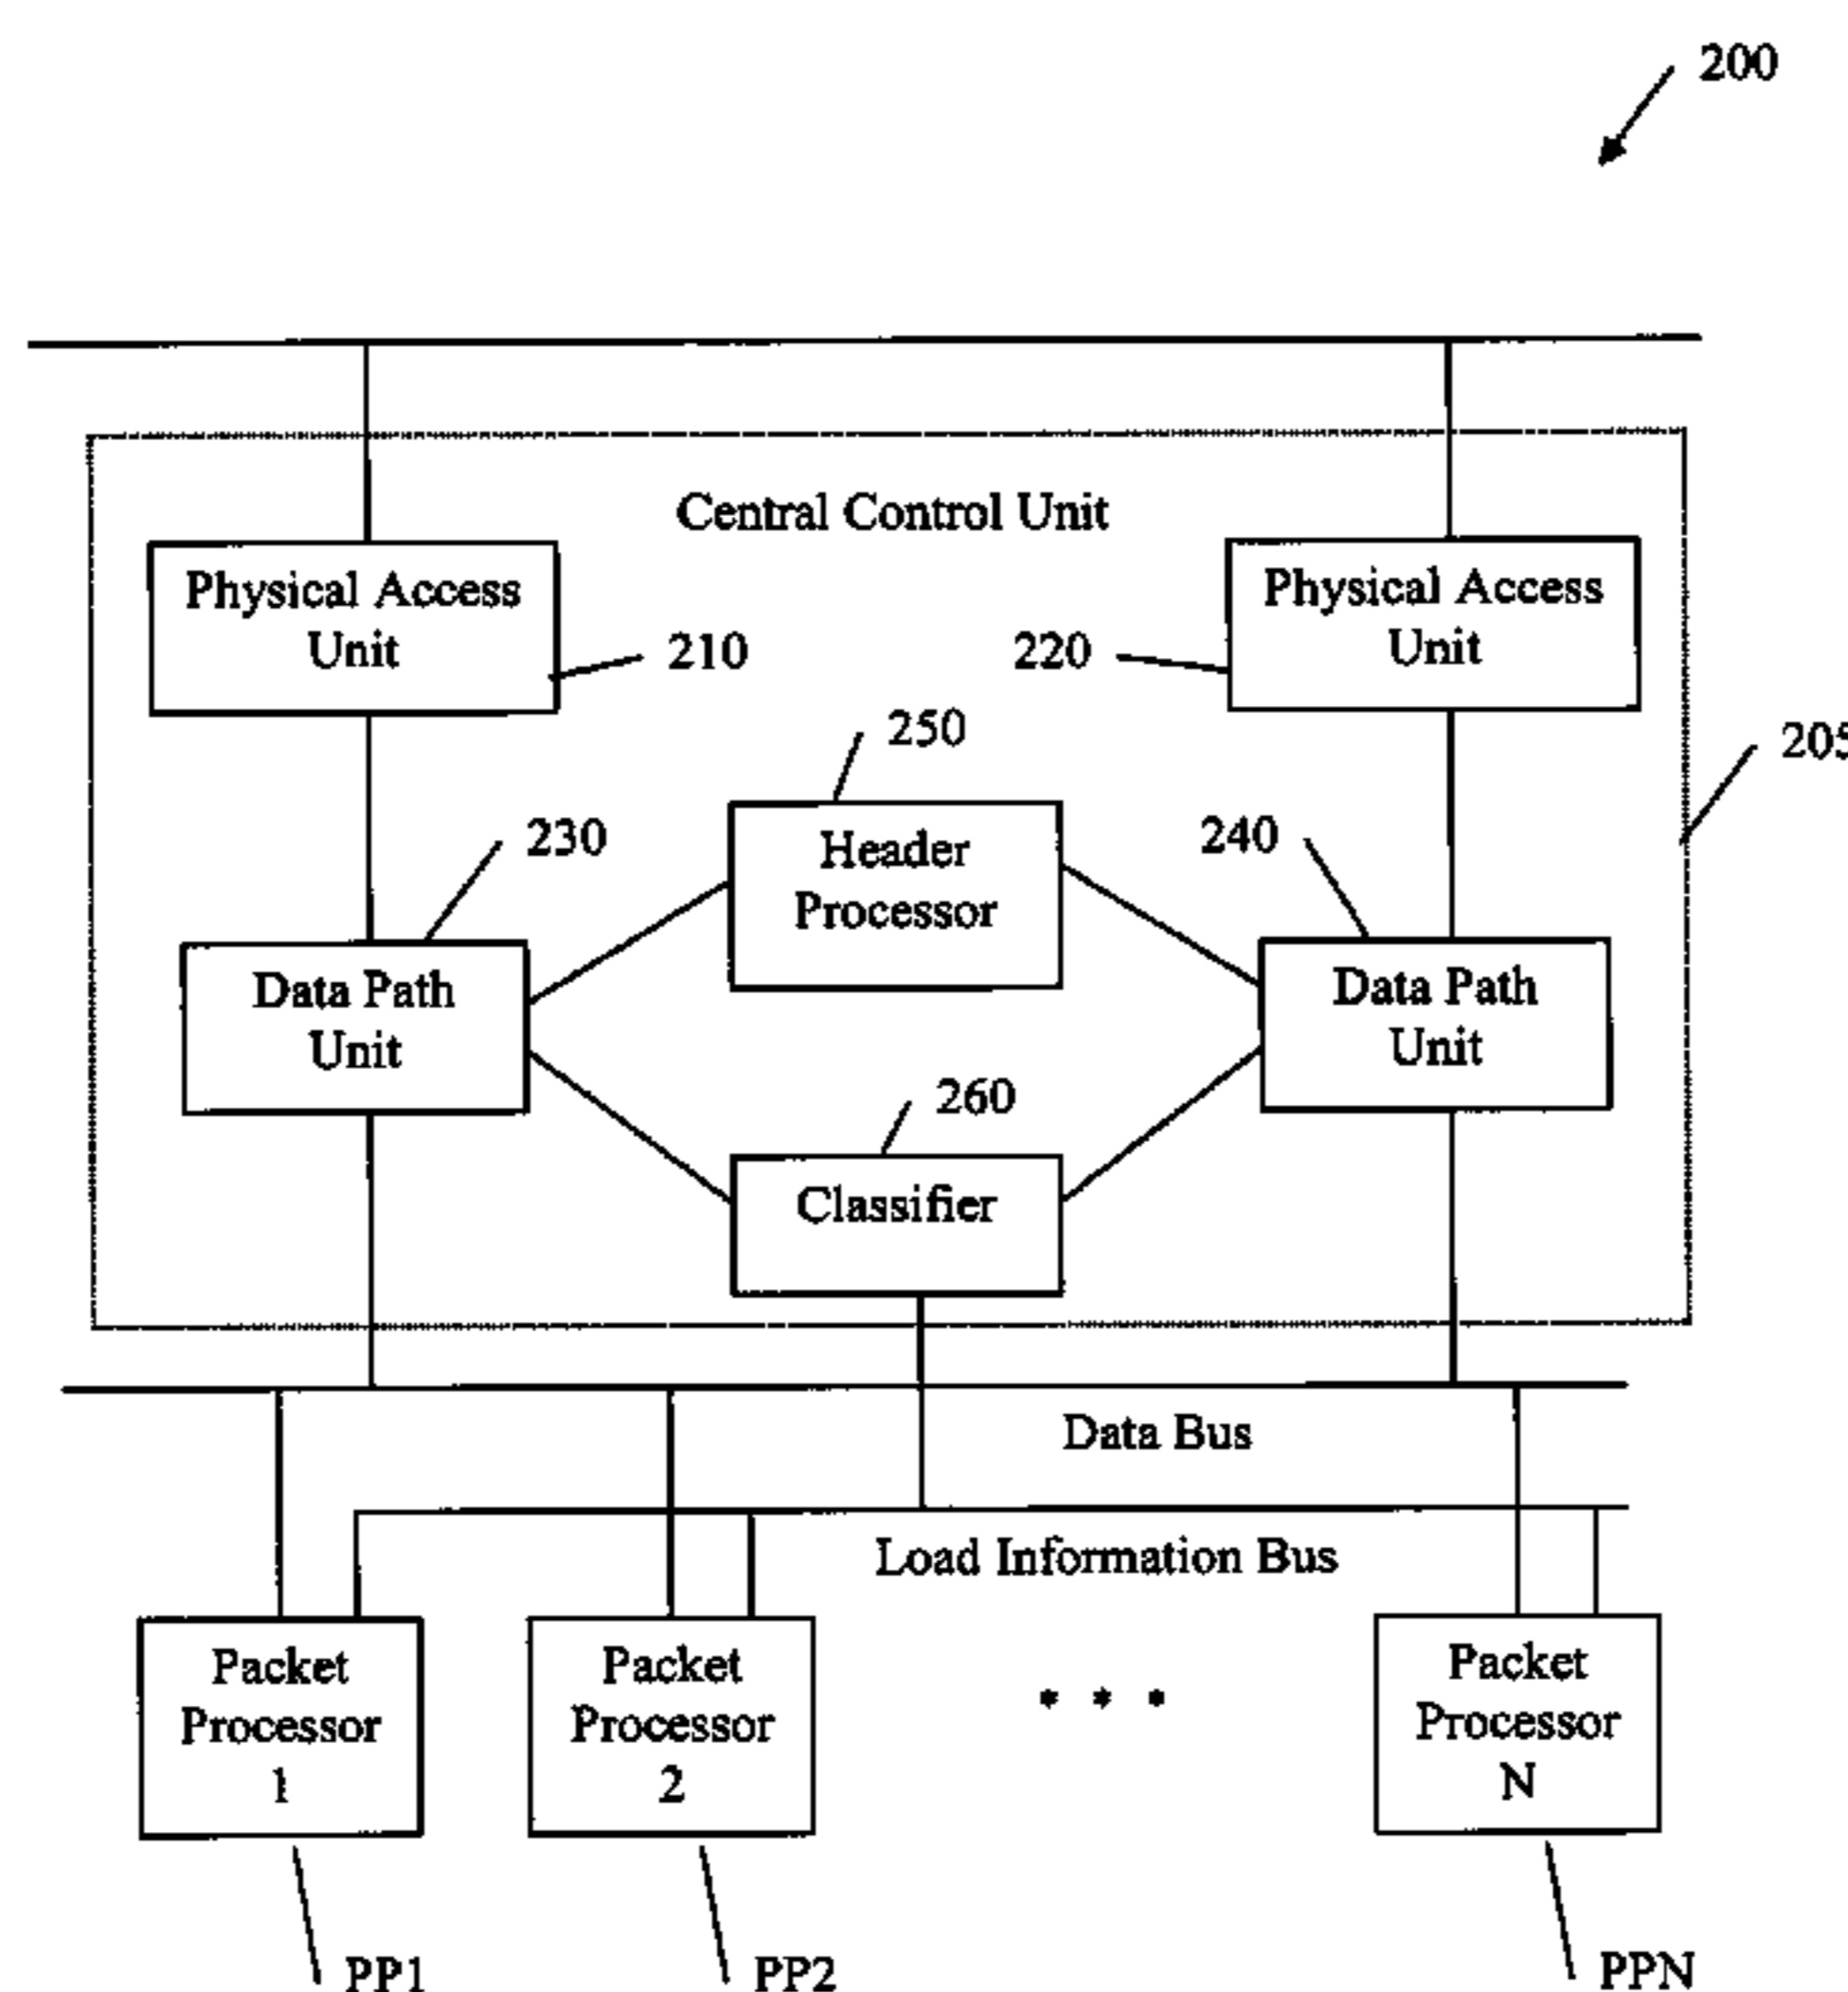 200
Central Control Unit
Physical Access
Unit
210
220
Physical Access
Unit
250
205
230
Header
Processor
240
Data Path
Unit
Data Path
Unit
260
Classifier
Data Bus
Load Information Bus
Packet
Processor
1
Packet
Processor
2
• • •
Packet
Processor
N
PP1
PP2
PPN